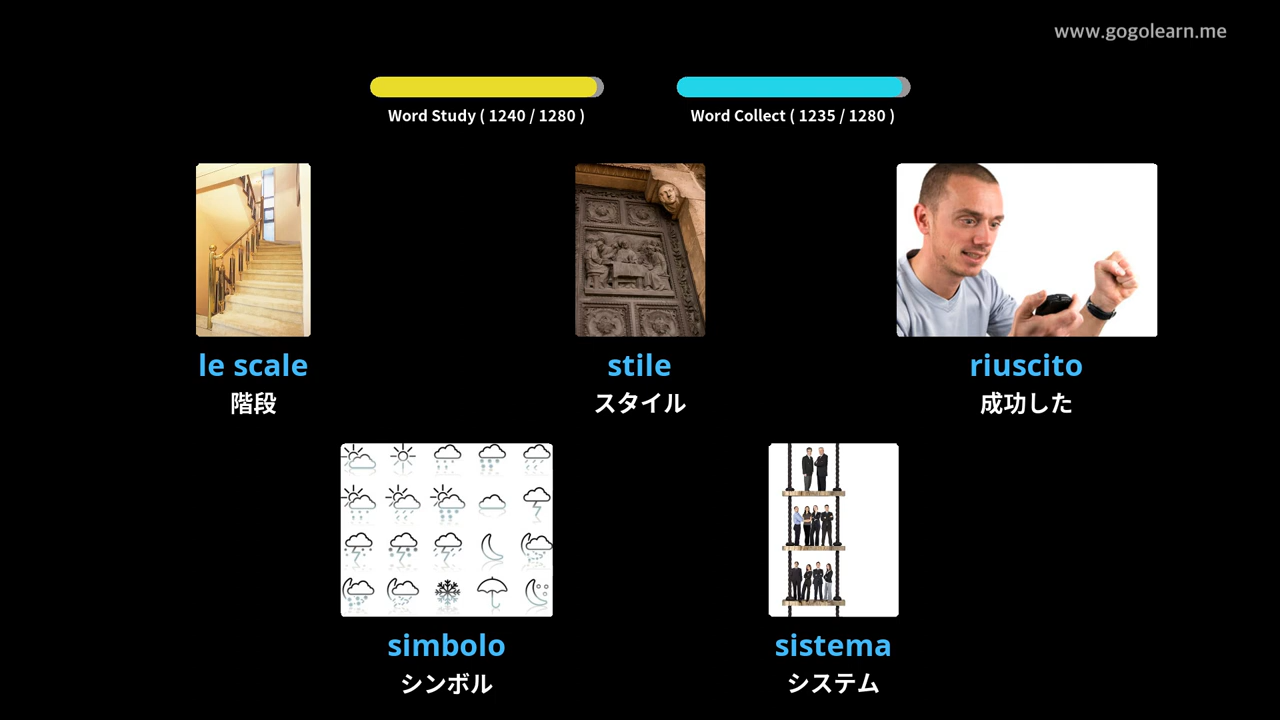 www.gogolearn.me
Word Study ( 1240 / 1280 )
Word Collect ( 1235 / 1280 )
le scale
階段
stile
スタイル
riuscito
成功した
simbolo
シンボル
sistema
システム